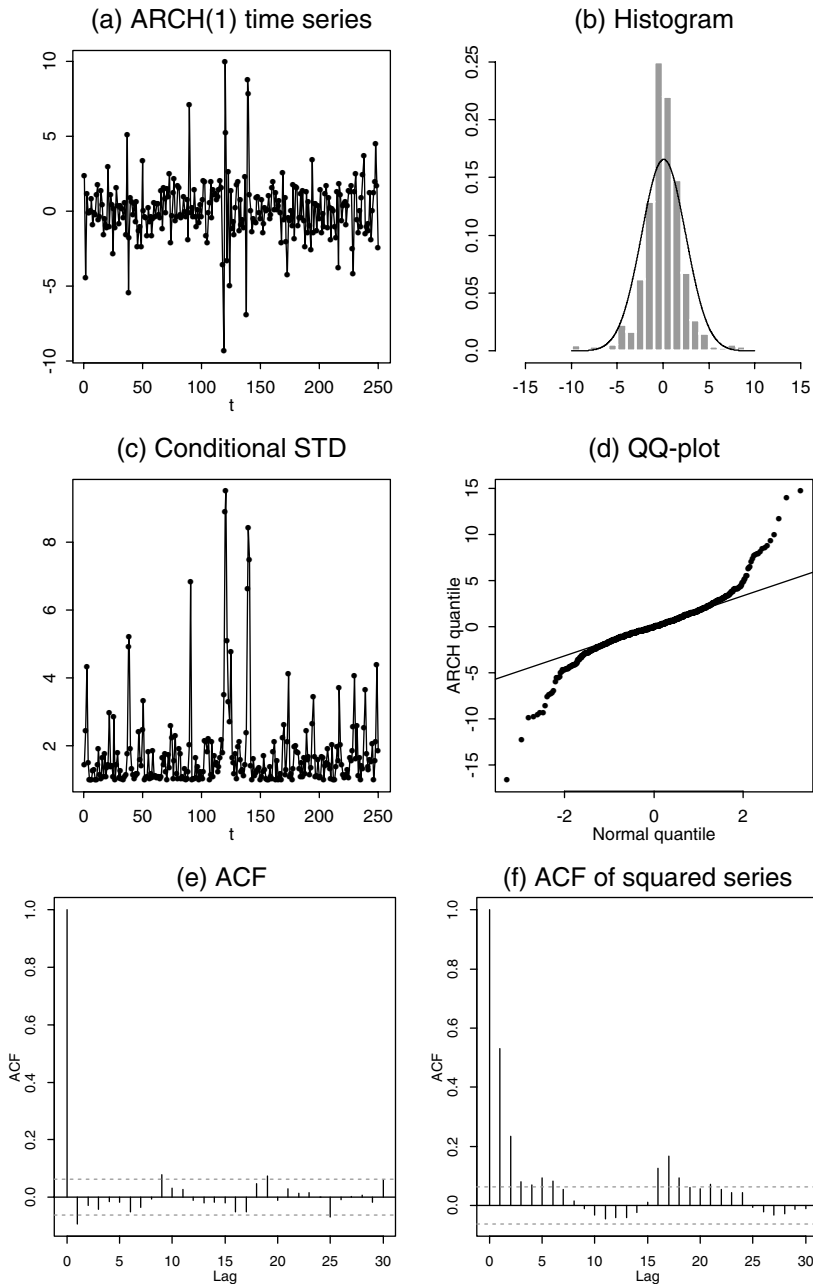 (a) ARCH(1) time series
10
5
0
-5
-10
0 50 100 150 200 250
t
(b) Histogram
0.25
0.20
0.15
0.10
0.05
0.0
-15 -10 -5 0 5 10 15
(c) Conditional STD
8
6
4
2
0 50 100 150 200 250
t
(d) QQ-plot
ARCH quantile
15
10
5
0
-5
-10
-15
-2 0 2
Normal quantile
(e) ACF
ACF
1.0
0.8
0.6
0.4
0.2
0.0
0 5 10 15 20 25 30
Lag
(f) ACF of squared series
ACF
1.0
0.8
0.6
0.4
0.2
0.0
0 5 10 15 20 25 30
Lag